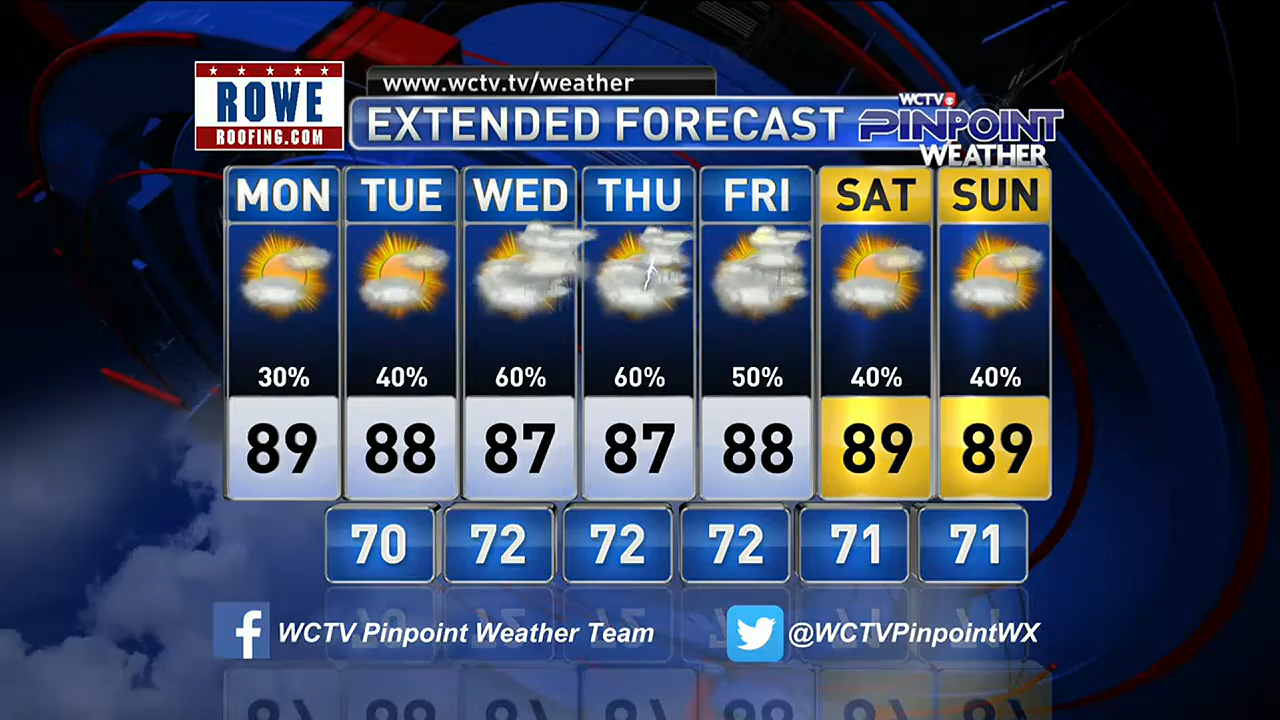 ROWE
ROOFING.COM
www.wctv.tv/weather
EXTENDED FORECAST
WCTV
PINPOINT
WEATHER
MON TUE WED THU FRI SAT SUN
30% 40% 60% 60% 50% 40% 40%
89 88 87 87 88 89 89
70 72 72 72 71 71
WCTV Pinpoint Weather Team @WCTVPinpointWX